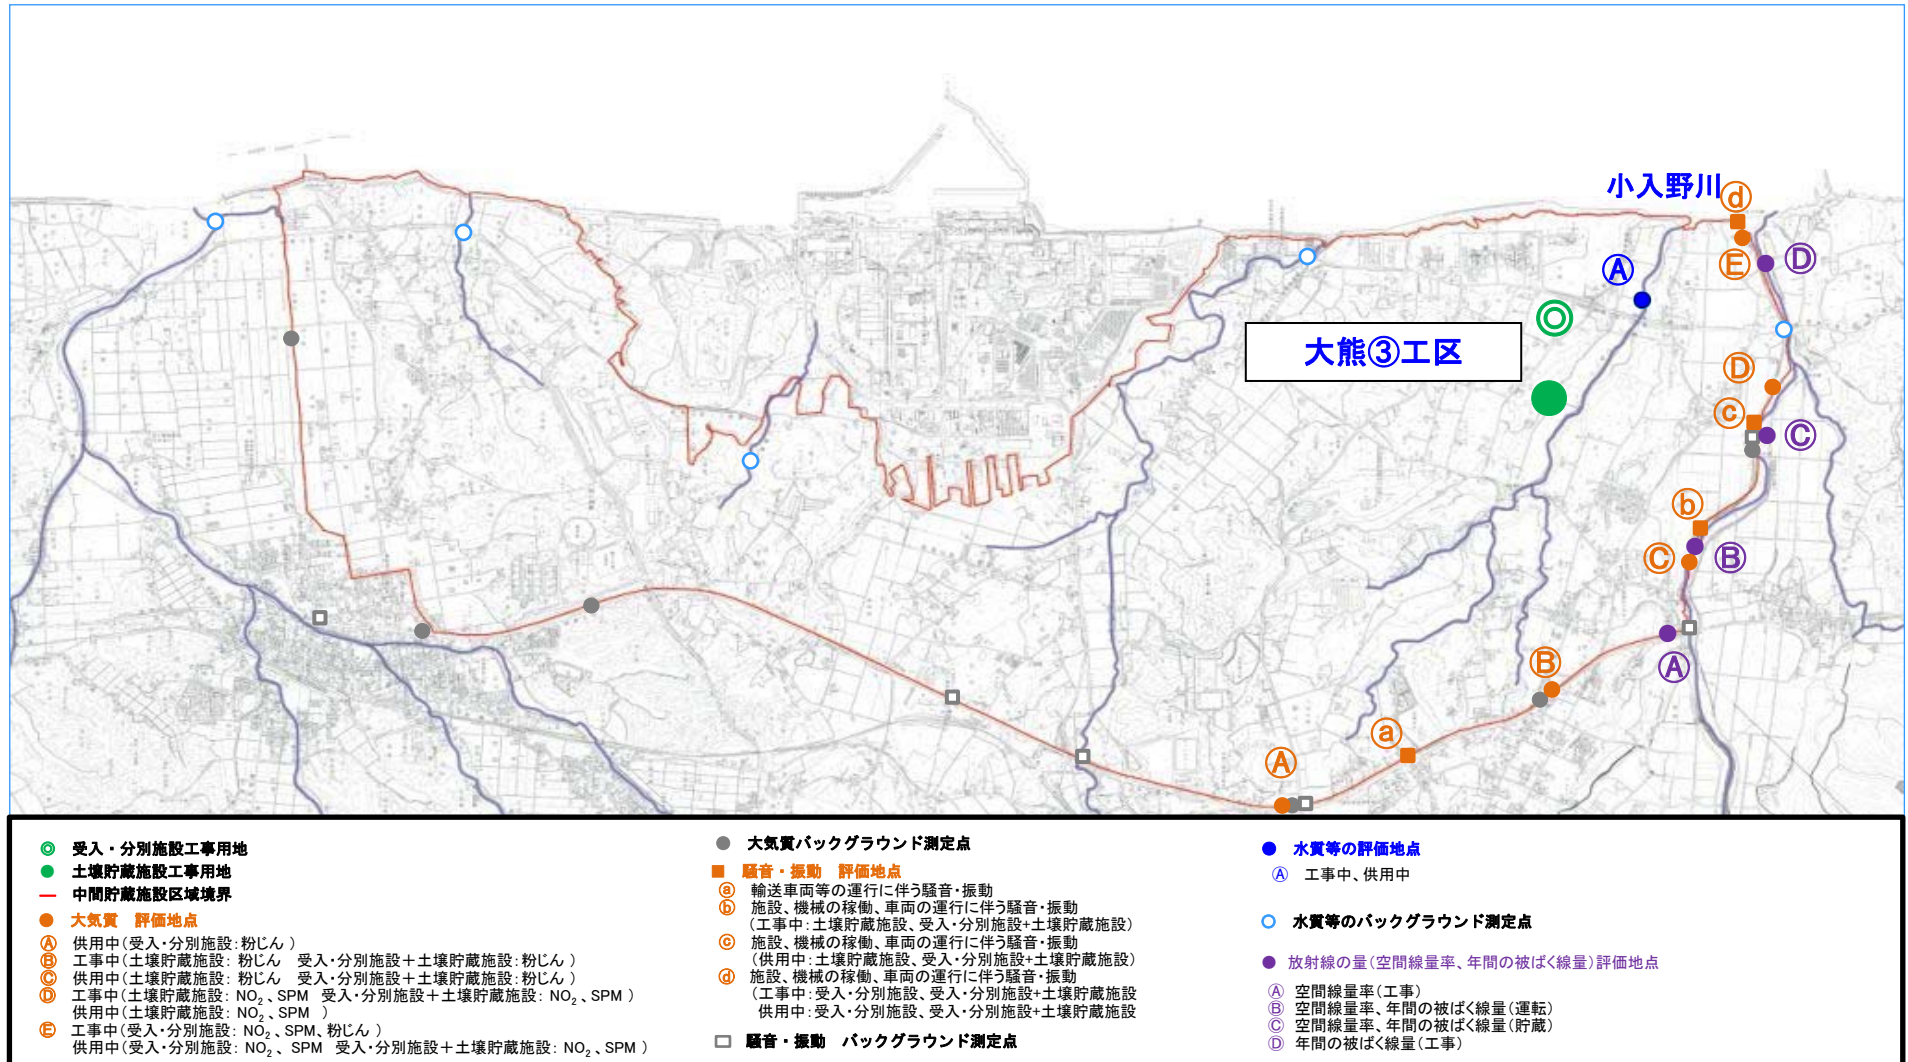 小入野川
ⓓ
Ⓔ
Ⓓ
Ⓐ
大熊③工区
Ⓓ
ⓒ
Ⓒ
ⓑ
Ⓒ
Ⓑ
Ⓐ
Ⓑ
ⓐ
Ⓐ
受入・分別施設工事用地
土壌貯蔵施設工事用地
中間貯蔵施設区域境界
大気質　評価地点
Ⓐ 供用中(受入・分別施設：粉じん )
Ⓑ 工事中(土壌貯蔵施設： 粉じん　受入・分別施設＋土壌貯蔵施設：粉じん )
Ⓒ 供用中(土壌貯蔵施設： 粉じん　受入・分別施設＋土壌貯蔵施設：粉じん )
Ⓓ 工事中(土壌貯蔵施設： NO₂、SPM　受入・分別施設＋土壌貯蔵施設： NO₂、SPM )
供用中(土壌貯蔵施設： NO₂、SPM )
Ⓔ 工事中(受入・分別施設： NO₂、SPM、粉じん )
供用中(受入・分別施設： NO₂、SPM　受入・分別施設＋土壌貯蔵施設： NO₂、SPM )
大気質バックグラウンド測定点
騒音・振動　評価地点
ⓐ 輸送車両等の運行に伴う騒音・振動
ⓑ 施設、機械の稼働、車両の運行に伴う騒音・振動
(工事中：土壌貯蔵施設、受入・分別施設+土壌貯蔵施設)
ⓒ 施設、機械の稼働、車両の運行に伴う騒音・振動
(供用中：土壌貯蔵施設、受入・分別施設+土壌貯蔵施設)
ⓓ 施設、機械の稼働、車両の運行に伴う騒音・振動
(工事中：受入・分別施設、受入・分別施設+土壌貯蔵施設
供用中：受入・分別施設、受入・分別施設+土壌貯蔵施設
騒音・振動　バックグラウンド測定点
水質等の評価地点
Ⓐ 工事中、供用中
水質等のバックグラウンド測定点
放射線の量(空間線量率、年間の被ばく線量)評価地点
Ⓐ 空間線量率(工事)
Ⓑ 空間線量率、年間の被ばく線量(運転)
Ⓒ 空間線量率、年間の被ばく線量(貯蔵)
Ⓓ 年間の被ばく線量(工事)